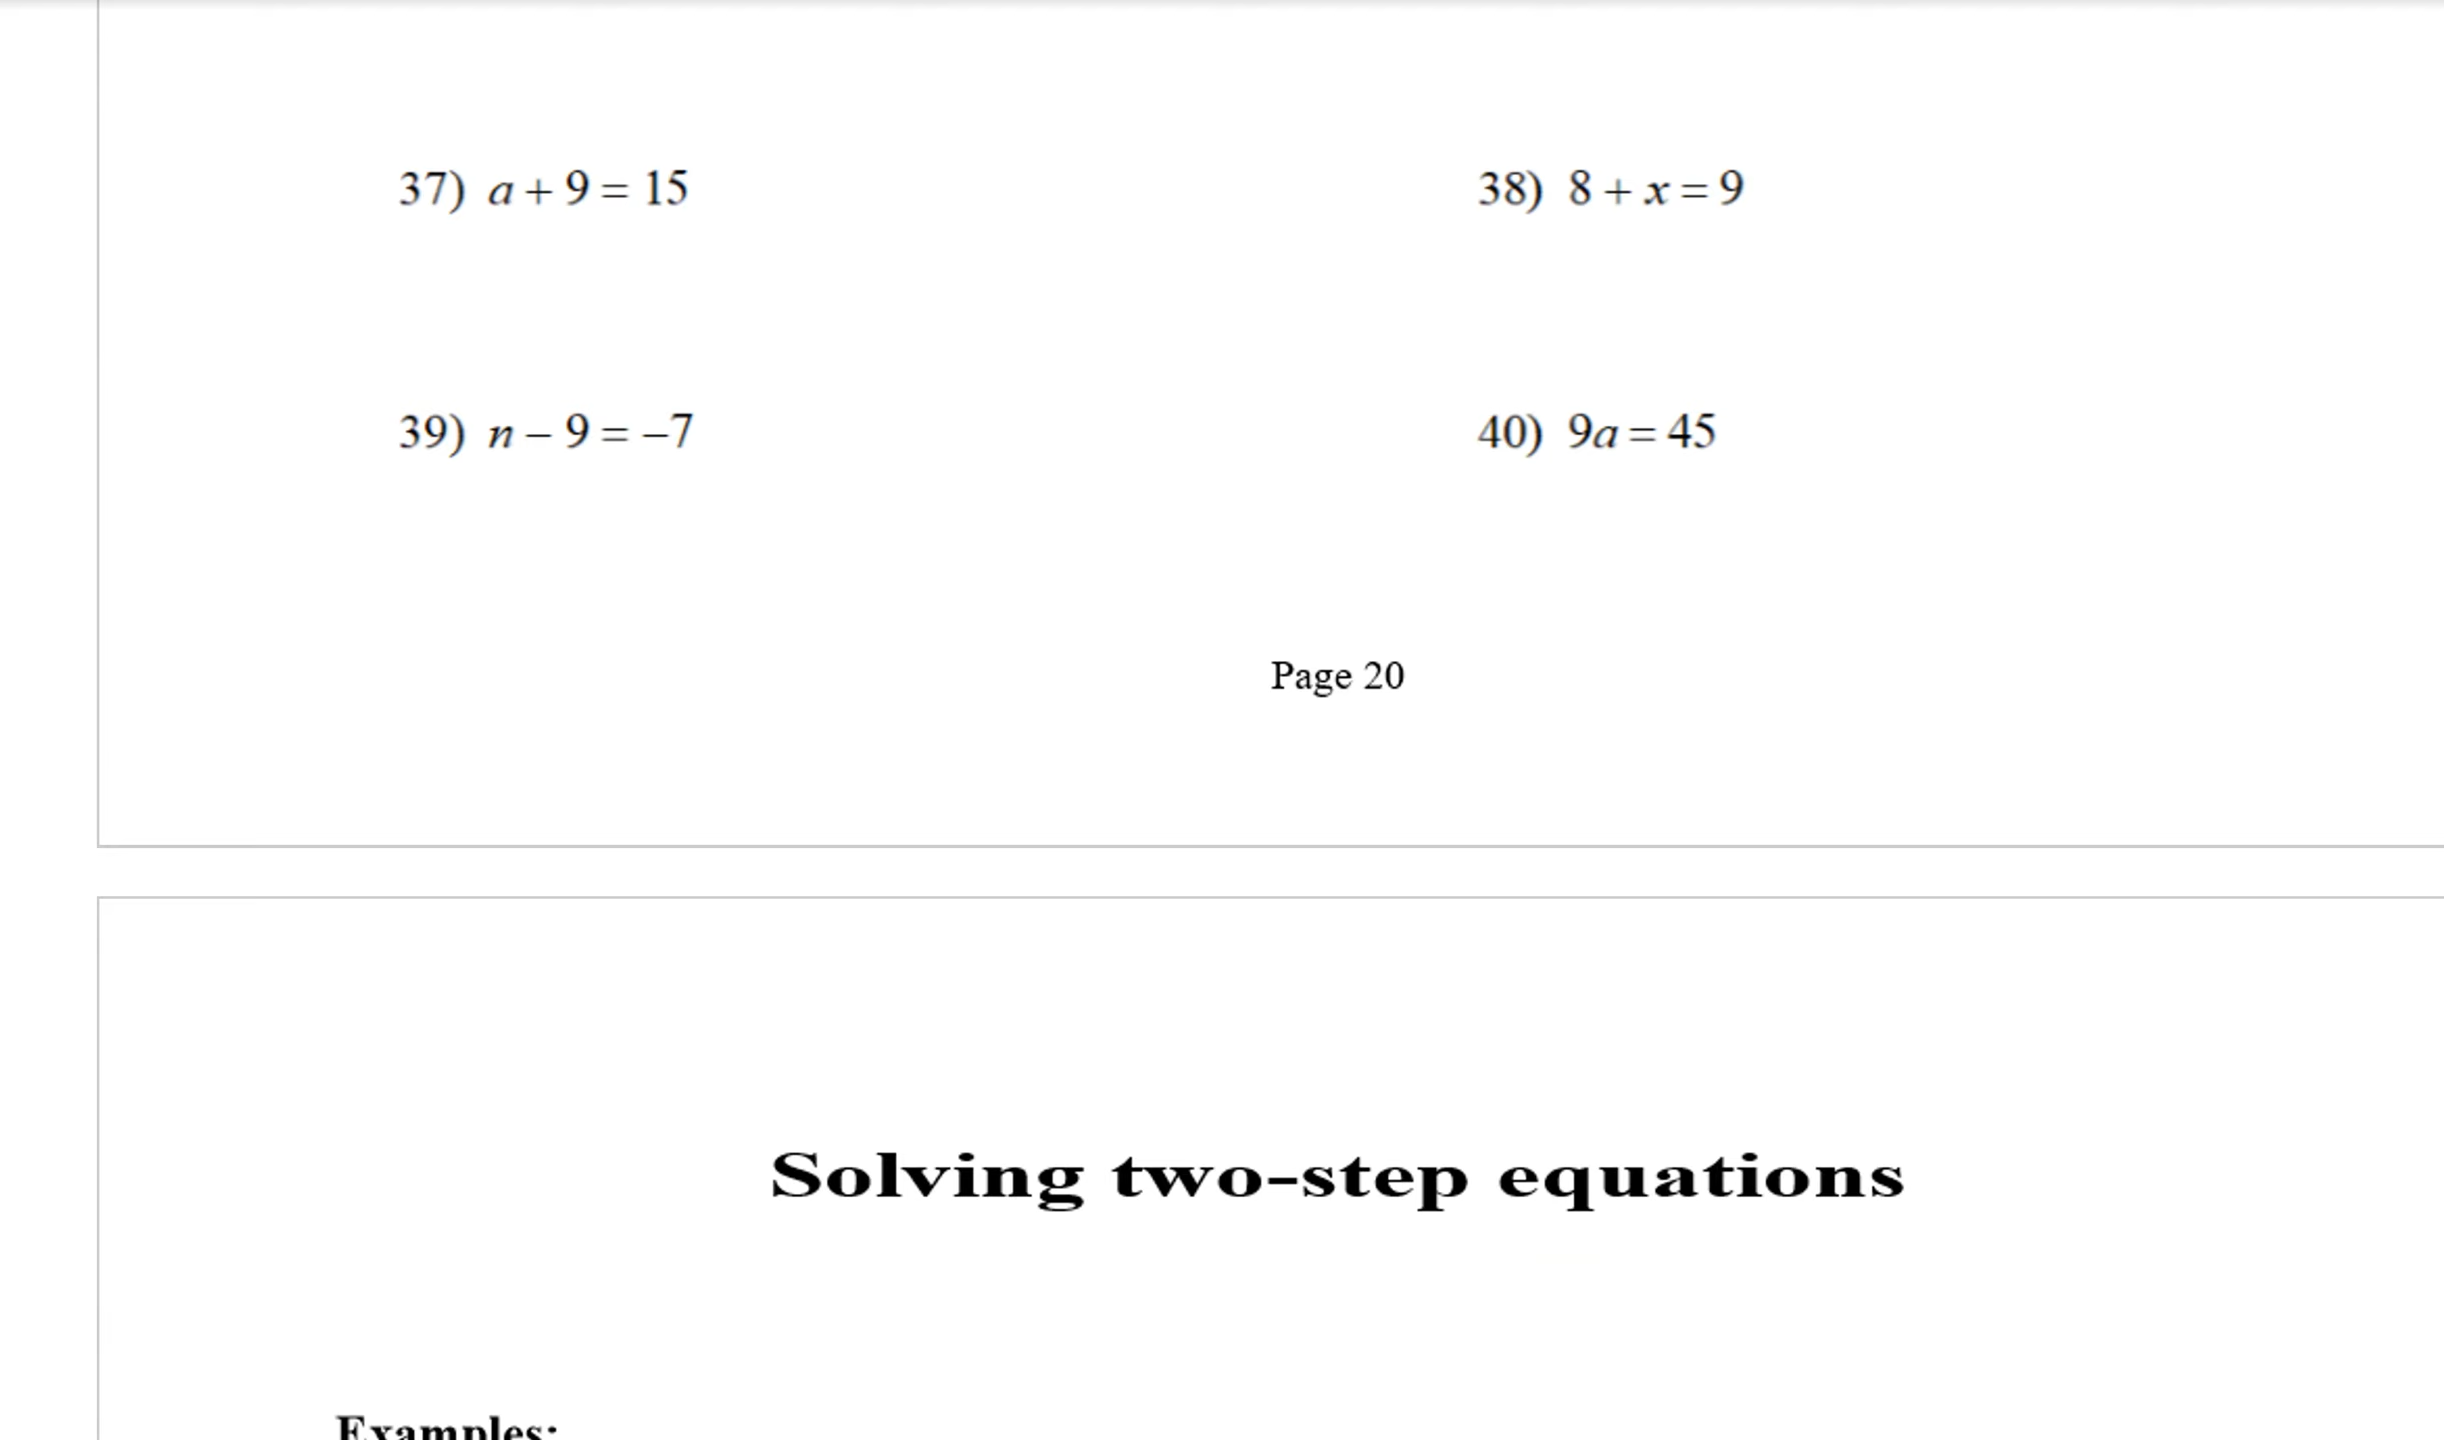 37) a + 9 = 15
38) 8 + x = 9
39) n – 9 = –7
40) 9a = 45
Page 20
Solving two-step equations
Examples: